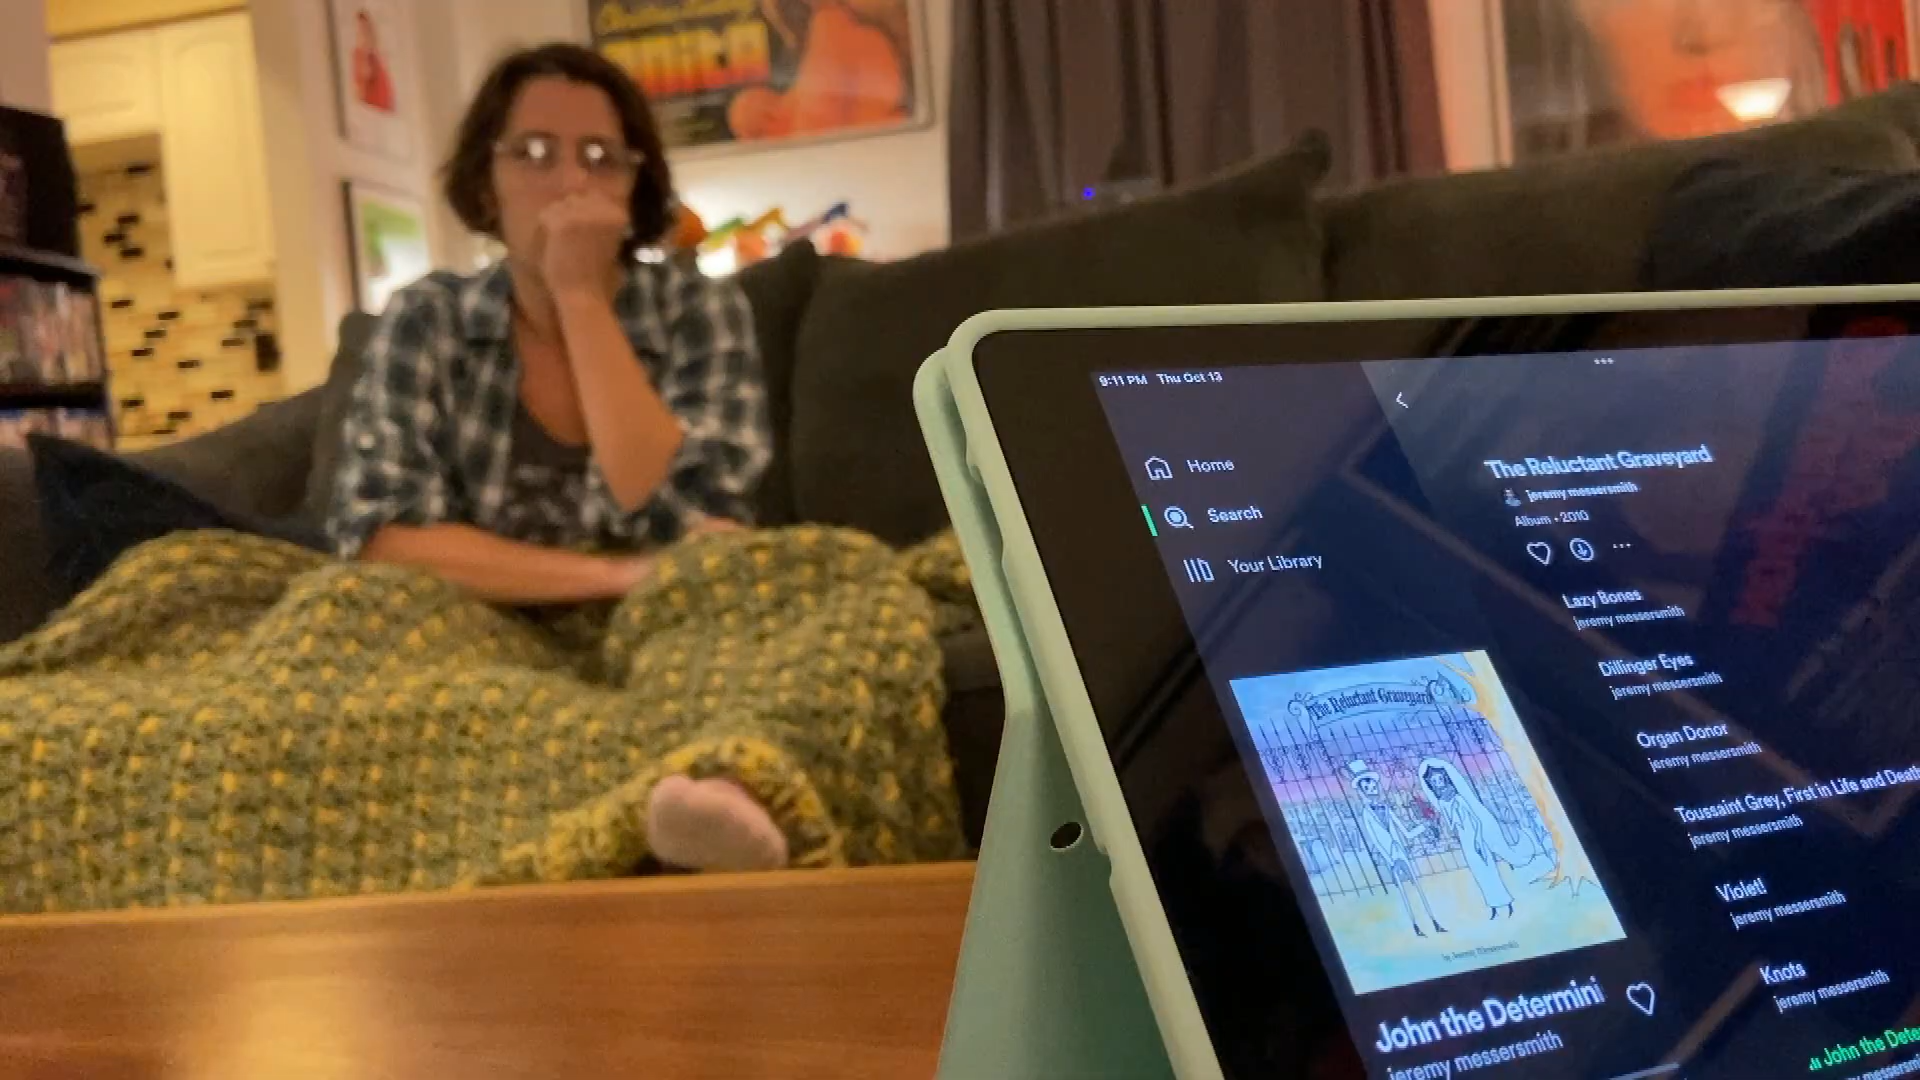 9:11 PM Thu Oct 13
Home
Search
Your Library
The Reluctant Graveyard
jeremy messersmith
Album • 2010
Lazy Bones
jeremy messersmith
Dillinger Eyes
jeremy messersmith
Organ Donor
jeremy messersmith
Toussaint Grey, First in Life and Death
jeremy messersmith
Violet!
jeremy messersmith
Knots
jeremy messersmith
John the Dete
jeremy messersm
The Reluctant Graveyard
John the Determini
jeremy messersmith